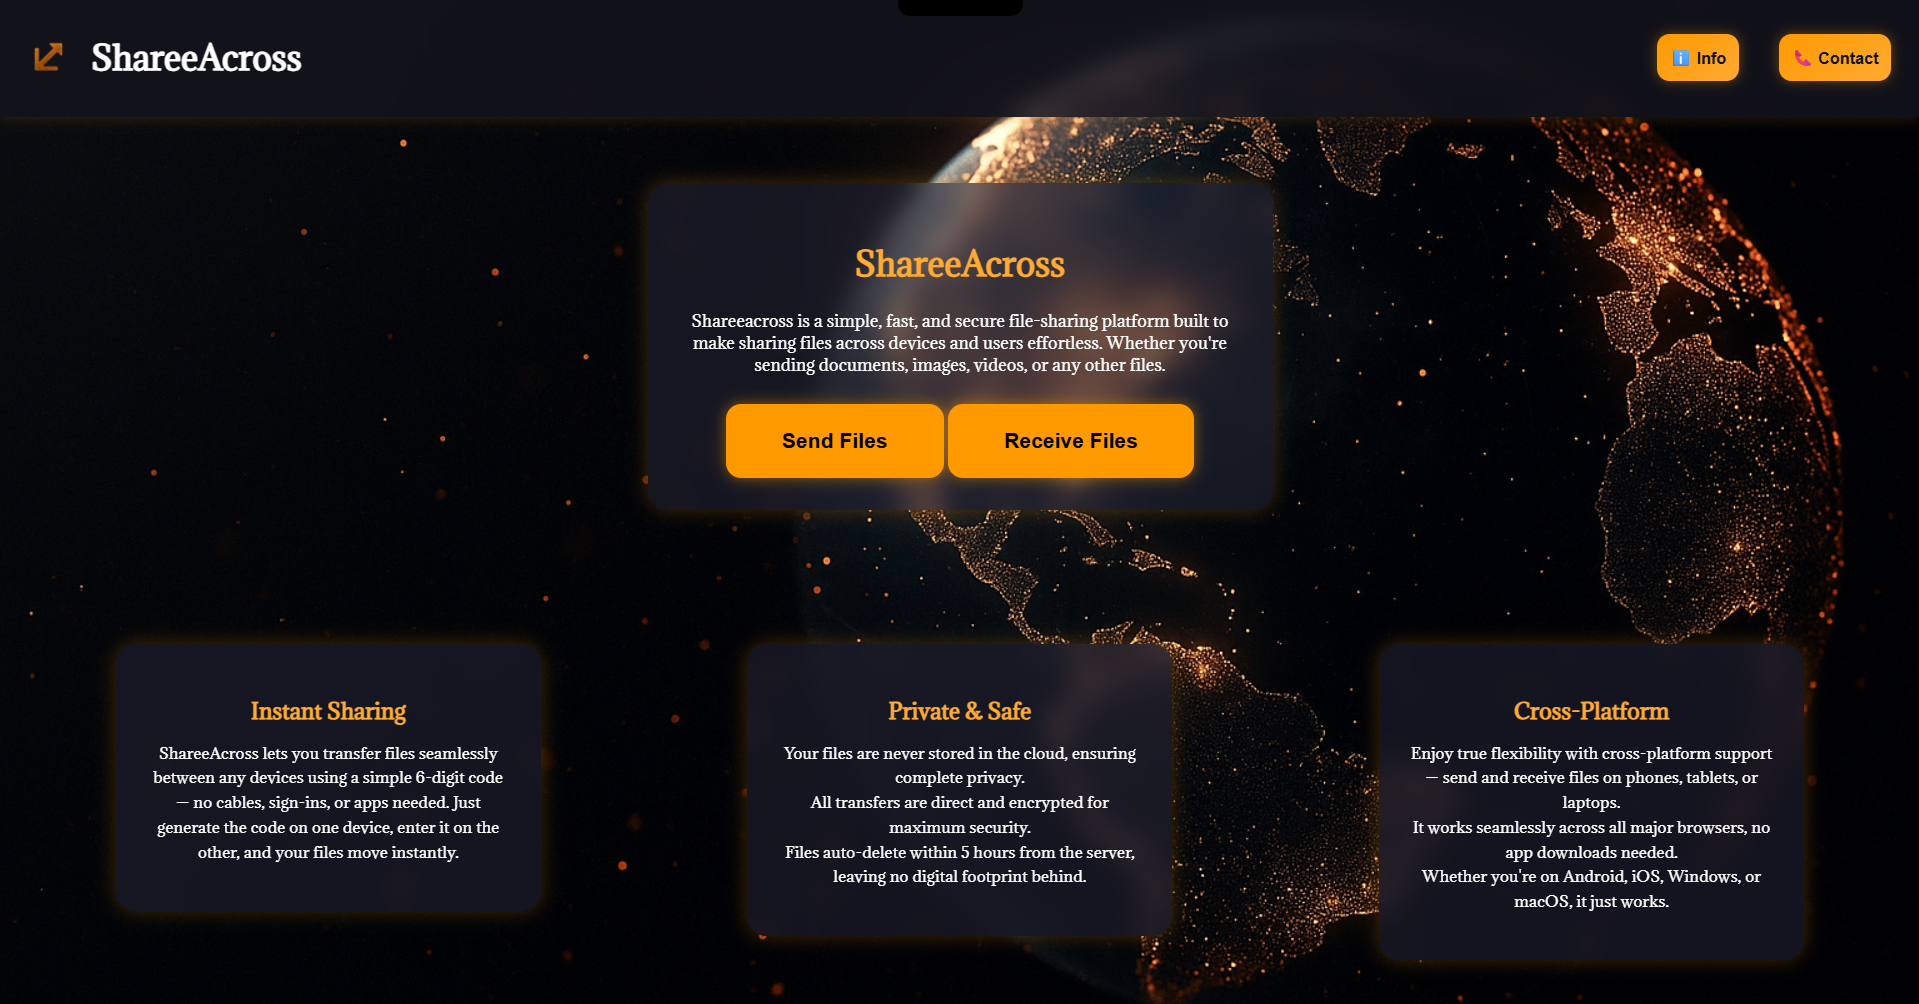 ShareeAcross
Info
Contact
ShareeAcross
Shareeacross is a simple, fast, and secure file-sharing platform built to
make sharing files across devices and users effortless. Whether you're
sending documents, images, videos, or any other files.
Send Files
Receive Files
Instant Sharing
ShareeAcross lets you transfer files seamlessly
between any devices using a simple 6-digit code
— no cables, sign-ins, or apps needed. Just
generate the code on one device, enter it on the
other, and your files move instantly.
Private & Safe
Your files are never stored in the cloud, ensuring
complete privacy.
All transfers are direct and encrypted for
maximum security.
Files auto-delete within 5 hours from the server,
leaving no digital footprint behind.
Cross-Platform
Enjoy true flexibility with cross-platform support
— send and receive files on phones, tablets, or
laptops.
It works seamlessly across all major browsers, no
app downloads needed.
Whether you're on Android, iOS, Windows, or
macOS, it just works.